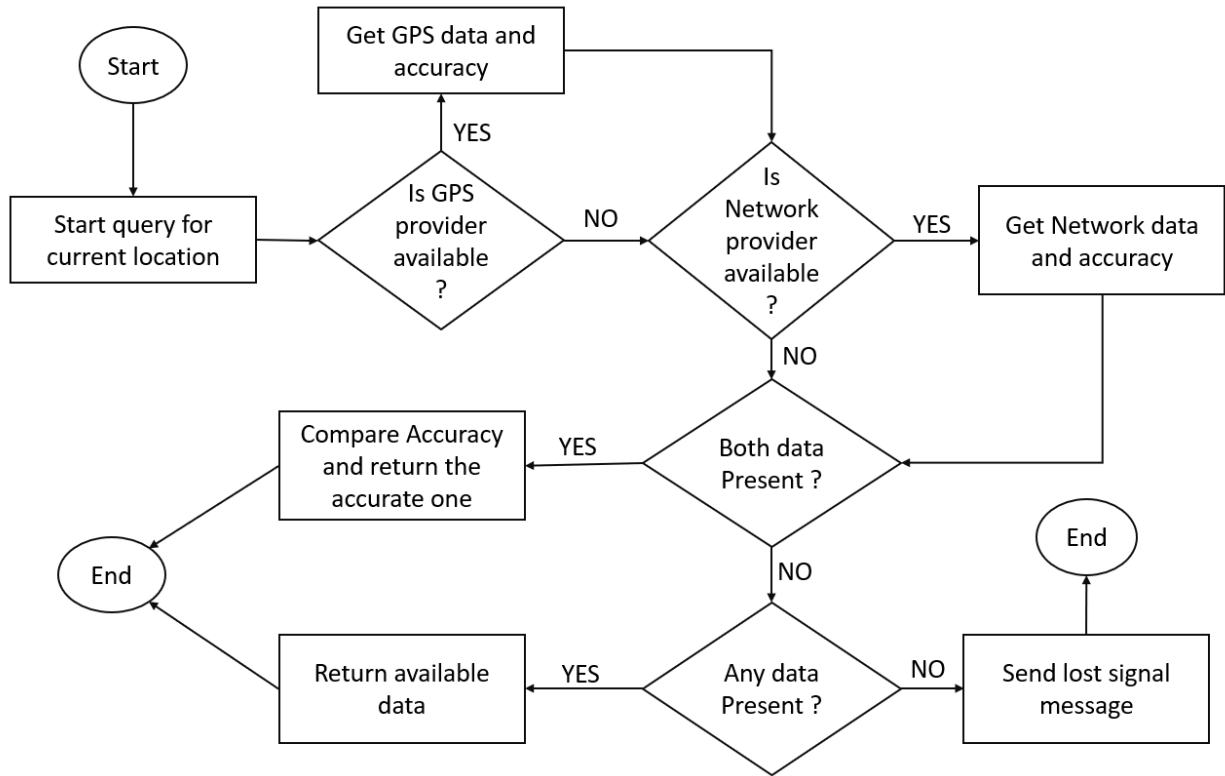 Start
Get GPS data and
accuracy
YES
Start query for
current location
Is GPS
provider
available
?
NO
Is
Network
provider
available
?
YES
Get Network data
and accuracy
NO
Compare Accuracy
and return the
accurate one
YES
Both data
Present ?
End
End
NO
Return available
data
YES
Any data
Present ?
NO
Send lost signal
message